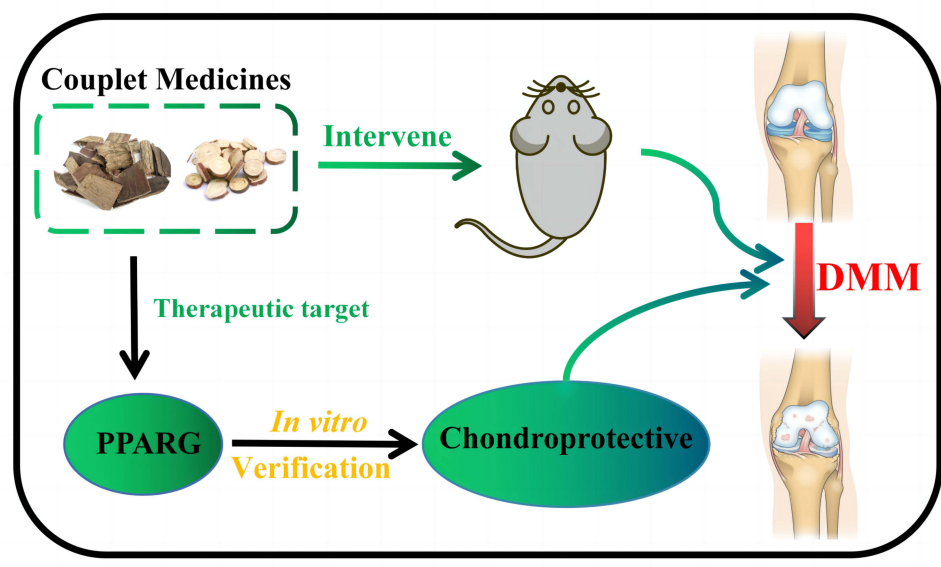 Couplet Medicines
Intervene
DMM
Therapeutic target
PPARG
In vitro
Verification
Chondroprotective